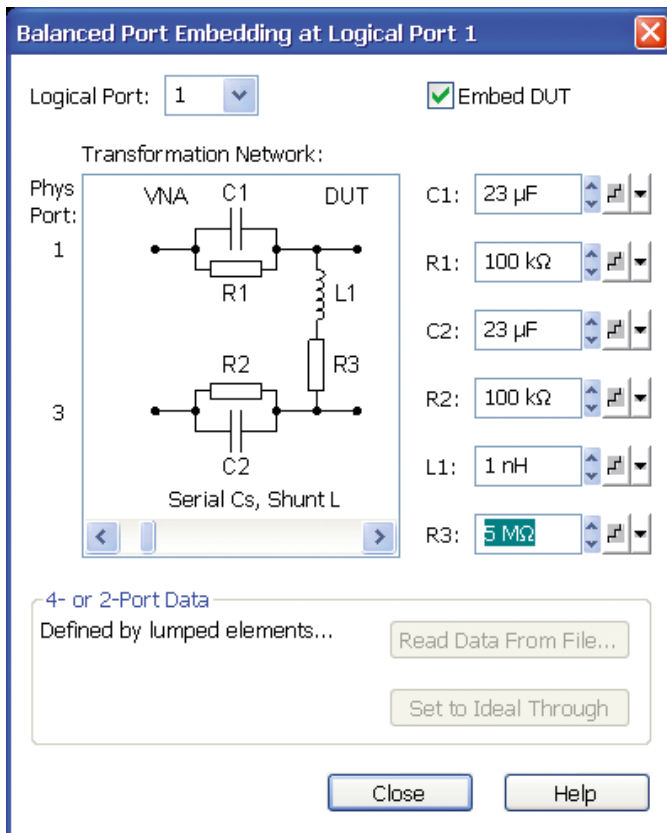 Balanced Port Embedding at Logical Port 1
Logical Port: 1 Embed DUT
Transformation Network:
Phys Port:
VNA C1 DUT
1
R1 L1
R2 R3
3
C2
Serial Cs, Shunt L
C1: 23 µF
R1: 100 kΩ
C2: 23 µF
R2: 100 kΩ
L1: 1 nH
R3: 5 MΩ
4- or 2-Port Data
Defined by lumped elements...
Read Data From File...
Set to Ideal Through
Close Help